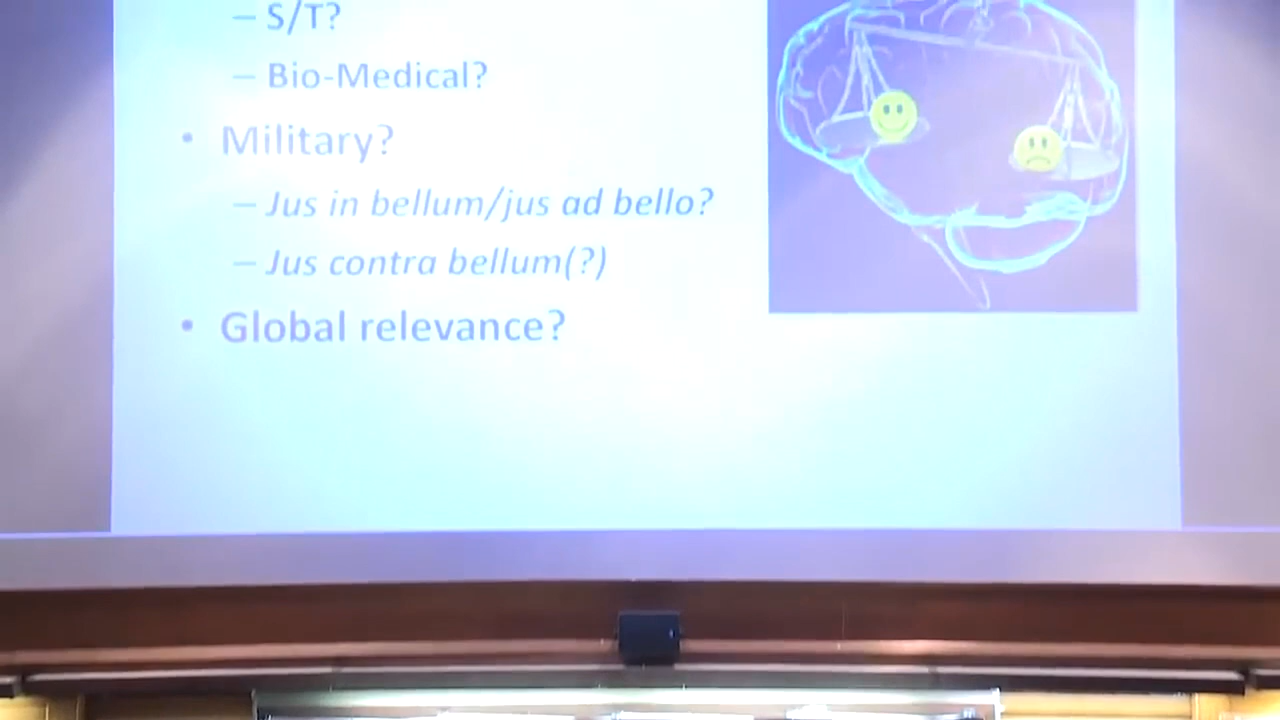 – S/T?
– Bio-Medical?
• Military?
– Jus in bellum/jus ad bello?
– Jus contra bellum(?)
• Global relevance?